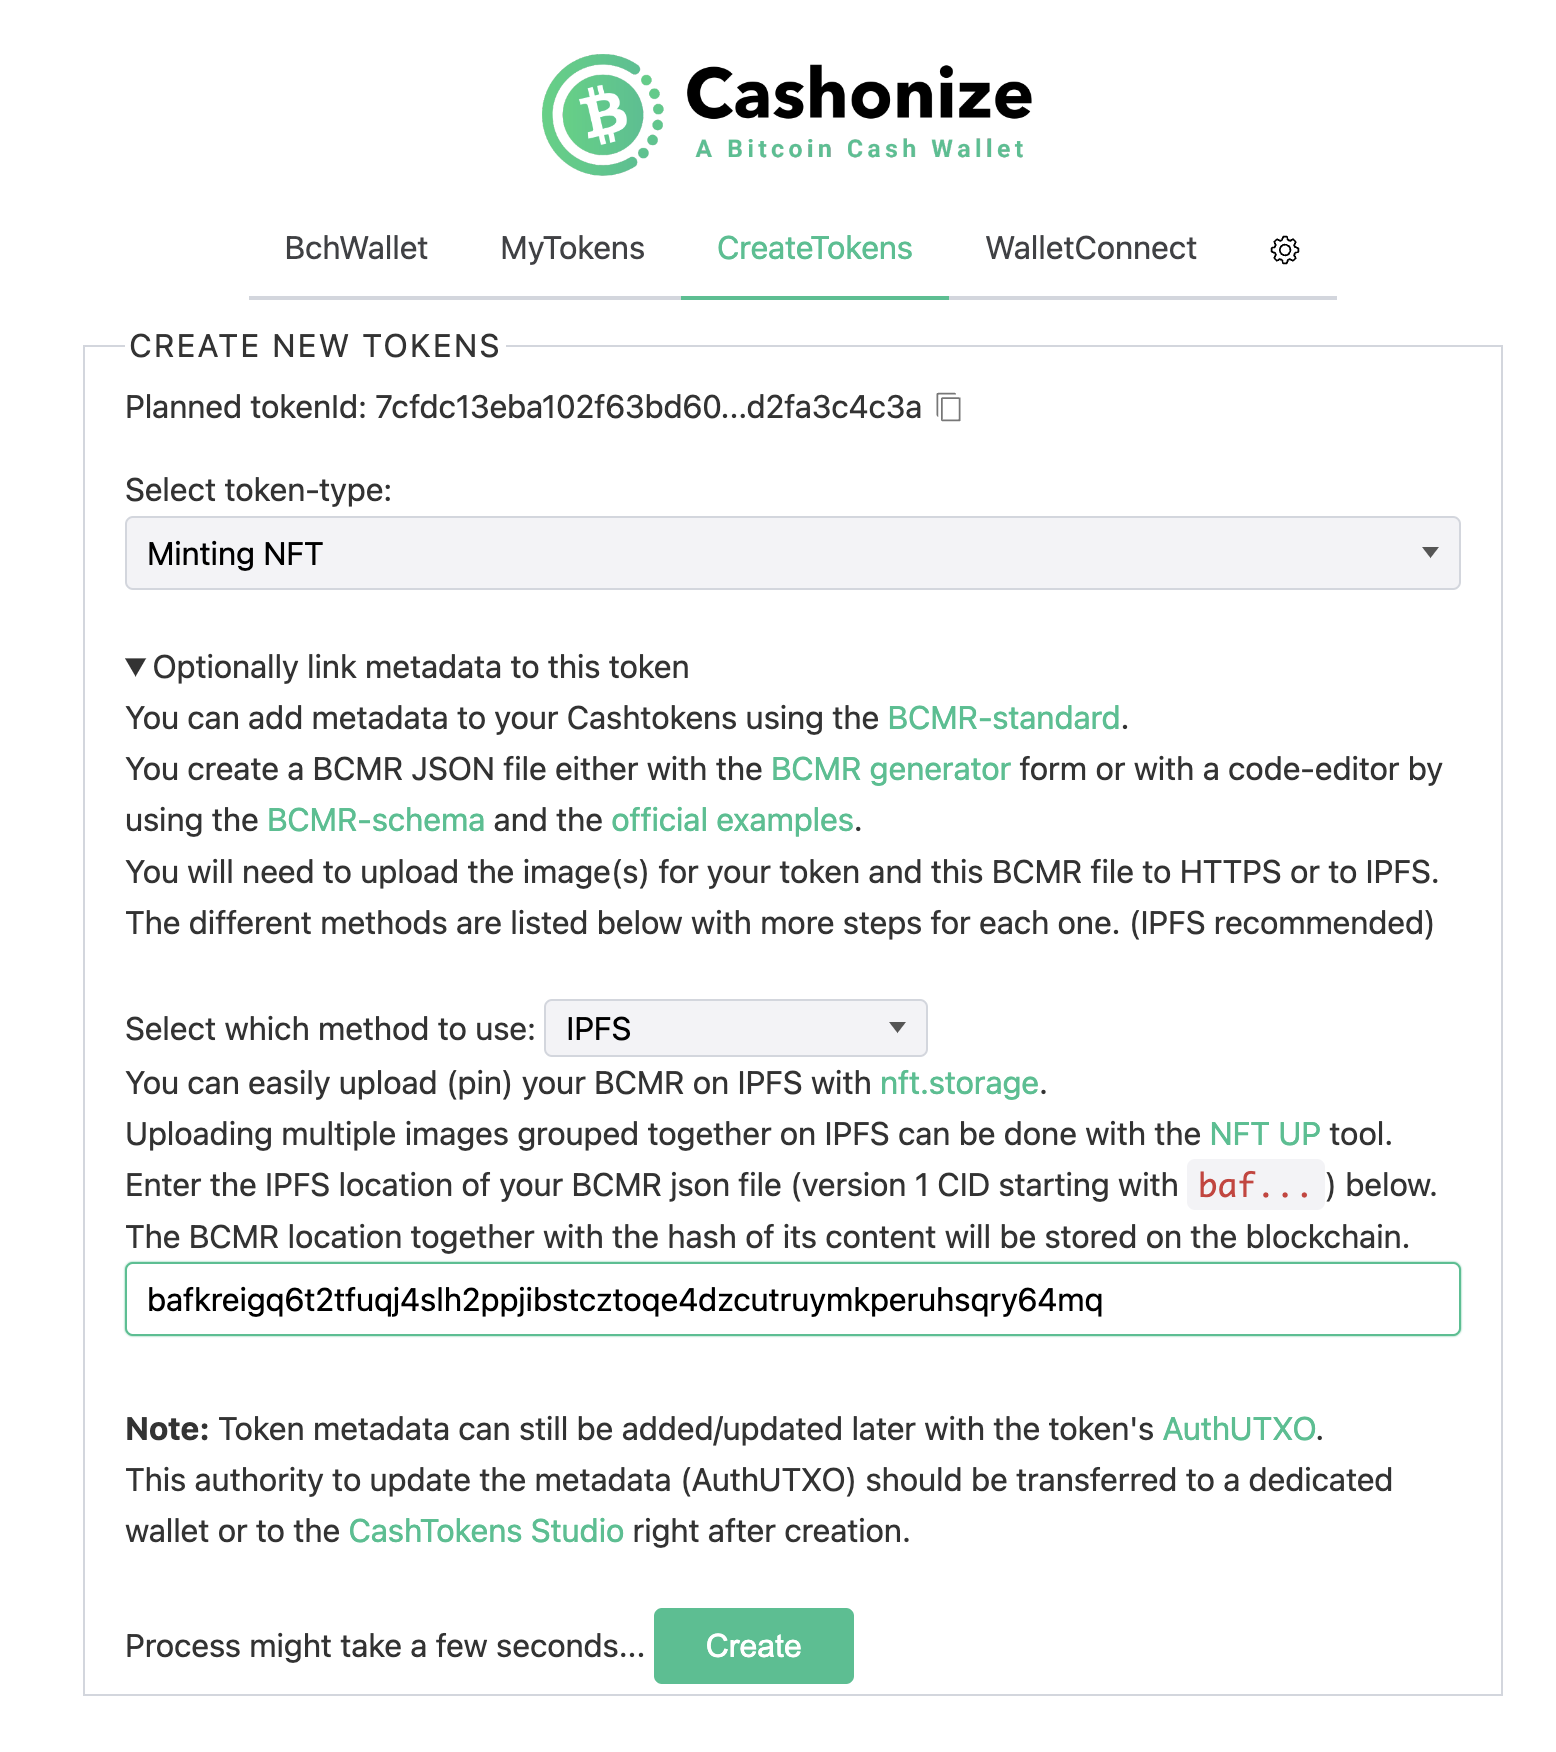 Cashonize
A Bitcoin Cash Wallet
BchWallet MyTokens CreateTokens WalletConnect
CREATE NEW TOKENS
Planned tokenId: 7cfdc13eba102f63bd60...d2fa3c4c3a
Select token-type:
Minting NFT
Optionally link metadata to this token
You can add metadata to your Cashtokens using the BCMR-standard.
You create a BCMR JSON file either with the BCMR generator form or with a code-editor by
using the BCMR-schema and the official examples.
You will need to upload the image(s) for your token and this BCMR file to HTTPS or to IPFS.
The different methods are listed below with more steps for each one. (IPFS recommended)
Select which method to use: IPFS
You can easily upload (pin) your BCMR on IPFS with nft.storage.
Uploading multiple images grouped together on IPFS can be done with the NFT UP tool.
Enter the IPFS location of your BCMR json file (version 1 CID starting with baf... ) below.
The BCMR location together with the hash of its content will be stored on the blockchain.
bafkreigq6t2tfuqj4slh2ppjibstcztoqe4dzcutruymkperuhsqry64mq
Note: Token metadata can still be added/updated later with the token's AuthUTXO.
This authority to update the metadata (AuthUTXO) should be transferred to a dedicated
wallet or to the CashTokens Studio right after creation.
Process might take a few seconds... Create